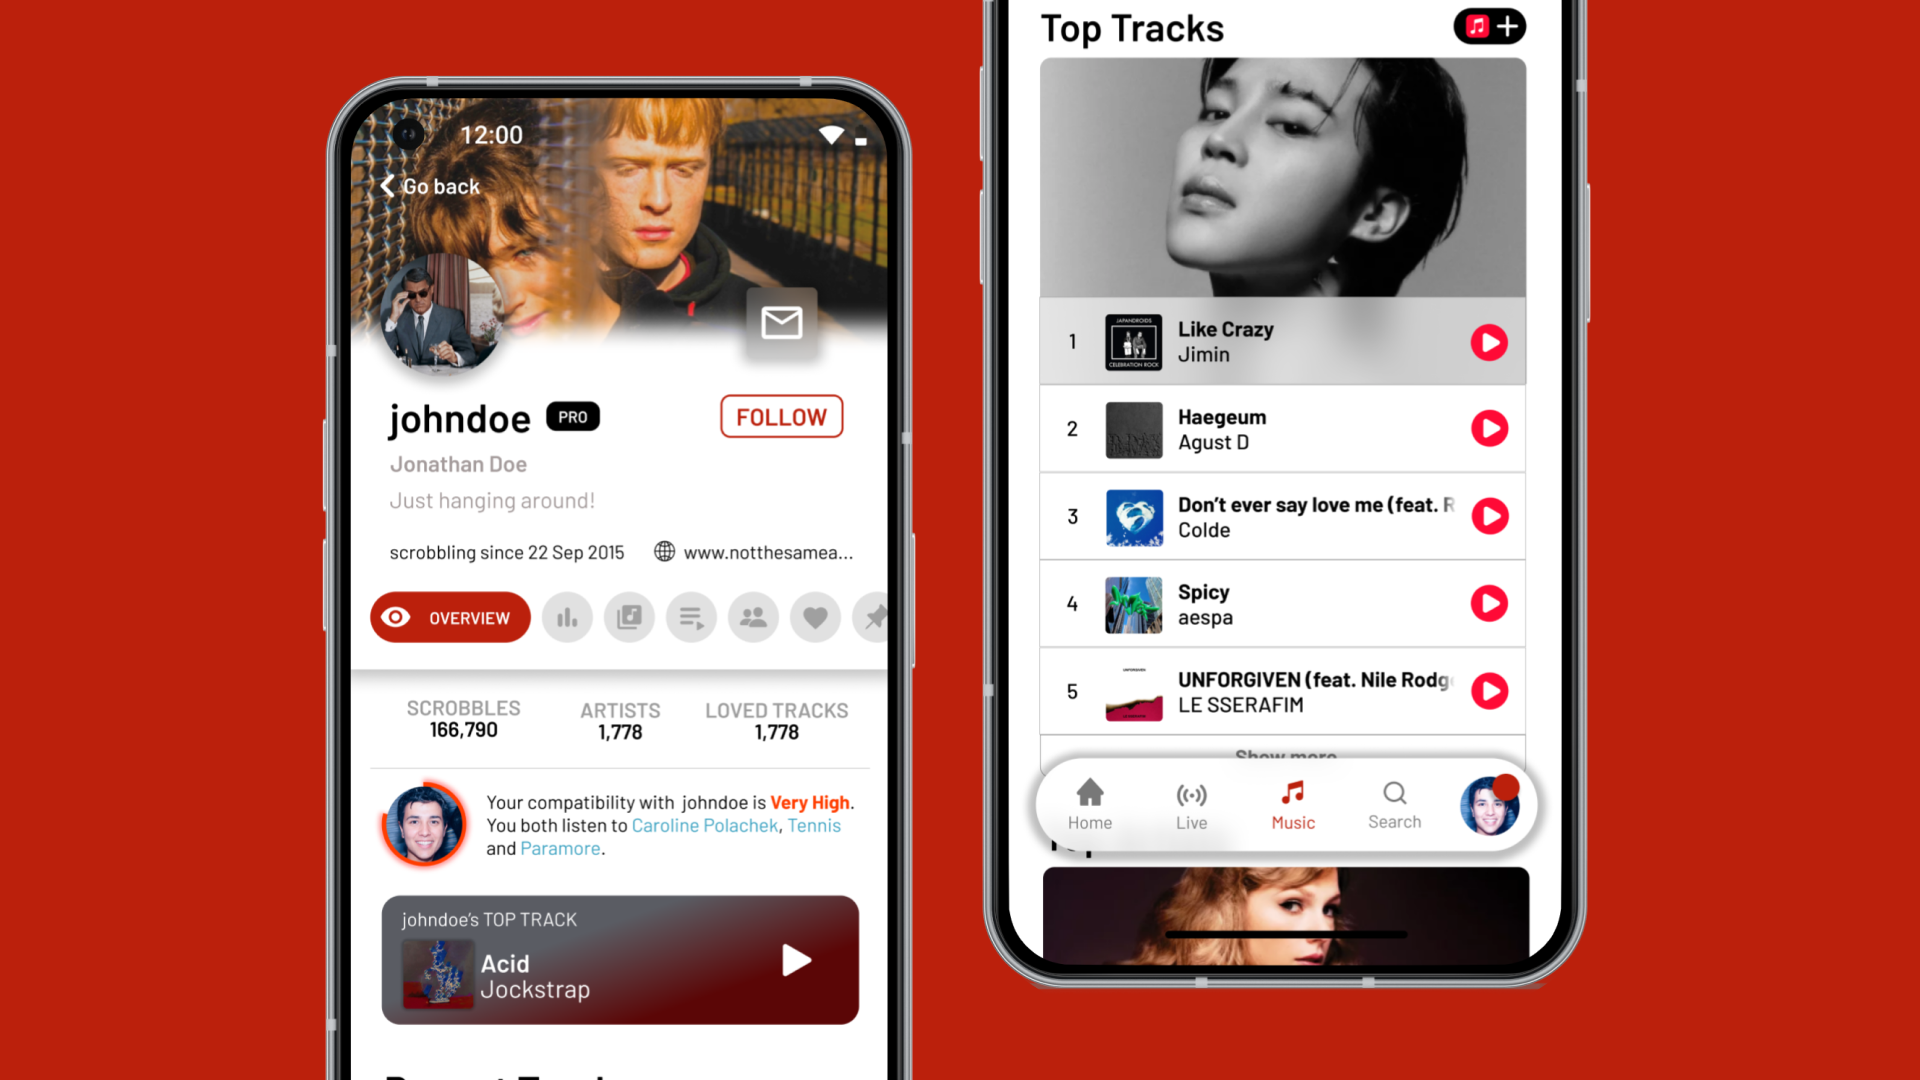 12:00
Go back
johndoe PRO
FOLLOW
Jonathan Doe
Just hanging around!
scrobbling since 22 Sep 2015
www.notthesamea...
OVERVIEW
SCROBBLES
166,790
ARTISTS
1,778
LOVED TRACKS
1,778
Your compatibility with johndoe is Very High.
You both listen to Caroline Polachek, Tennis
and Paramore.
johndoe's TOP TRACK
Acid
Jockstrap
Top Tracks
1
JAPANDROIDS
CELEBRATION ROCK
Like Crazy
Jimin
2
Haegeum
Agust D
3
Don't ever say love me (feat. R
Colde
4
Spicy
aespa
5
UNFORGIVEN
UNFORGIVEN (feat. Nile Rodg
LE SSERAFIM
Show more
Home
Live
Music
Search